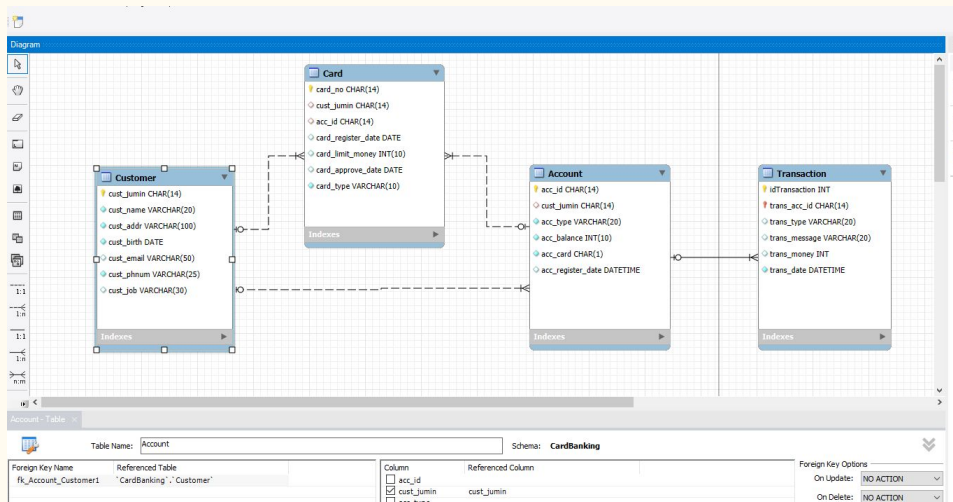 Diagram
Card
card_no CHAR(14)
cust_jumin CHAR(14)
acc_id CHAR(14)
card_register_date DATE
card_limit_money INT(10)
card_approve_date DATE
card_type VARCHAR(10)
Indexes
Customer
cust_jumin CHAR(14)
cust_name VARCHAR(20)
cust_addr VARCHAR(100)
cust_birth DATE
cust_email VARCHAR(50)
cust_phnum VARCHAR(25)
cust_job VARCHAR(30)
Indexes
Account
acc_id CHAR(14)
cust_jumin CHAR(14)
acc_type VARCHAR(20)
acc_balance INT(10)
acc_card CHAR(1)
acc_register_date DATETIME
Indexes
Transaction
idTransaction INT
trans_acc_id CHAR(14)
trans_type VARCHAR(20)
trans_message VARCHAR(20)
trans_money INT
trans_date DATETIME
Indexes
1:1
1:n
1:1
1:n
n:m
Account - Table
Table Name: Account
Schema: CardBanking
Foreign Key Name Referenced Table
fk_Account_Customer1 `CardBanking`.`Customer`
Column Referenced Column
acc_id
cust_jumin cust_jumin
Foreign Key Options
On Update: NO ACTION
On Delete: NO ACTION